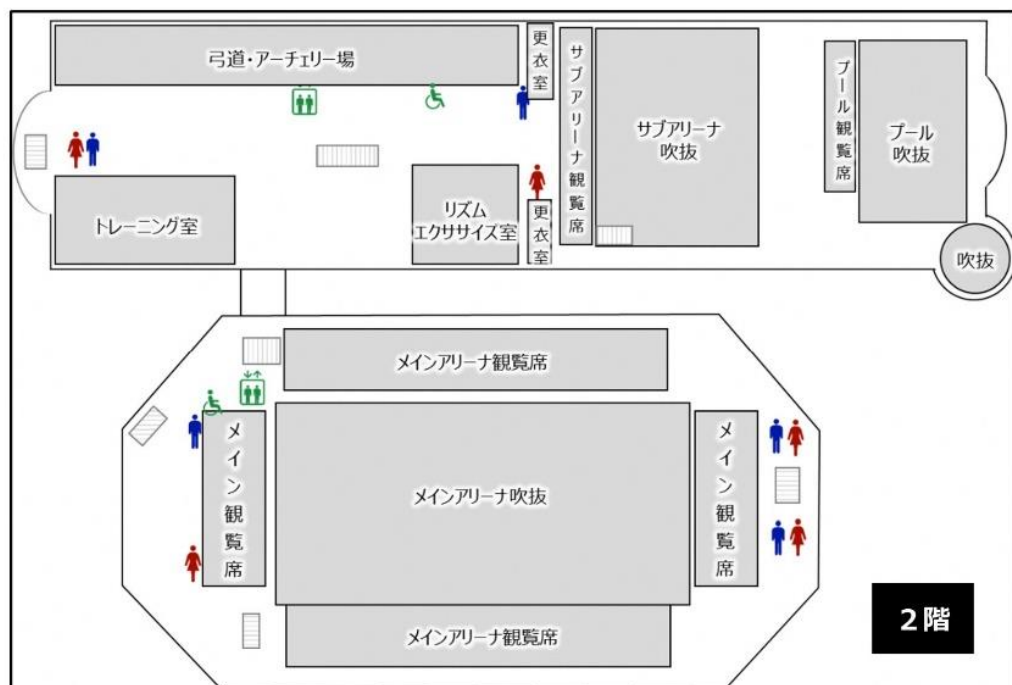 弓道・アーチェリー場
更衣室
サブアリーナ観覧席
サブアリーナ
吹抜
プール観覧席
プール
吹抜
トレーニング室
リズム
エクササイズ室
更衣室
吹抜
メインアリーナ観覧席
メイン観覧席
メインアリーナ吹抜
メイン観覧席
メインアリーナ観覧席
2階